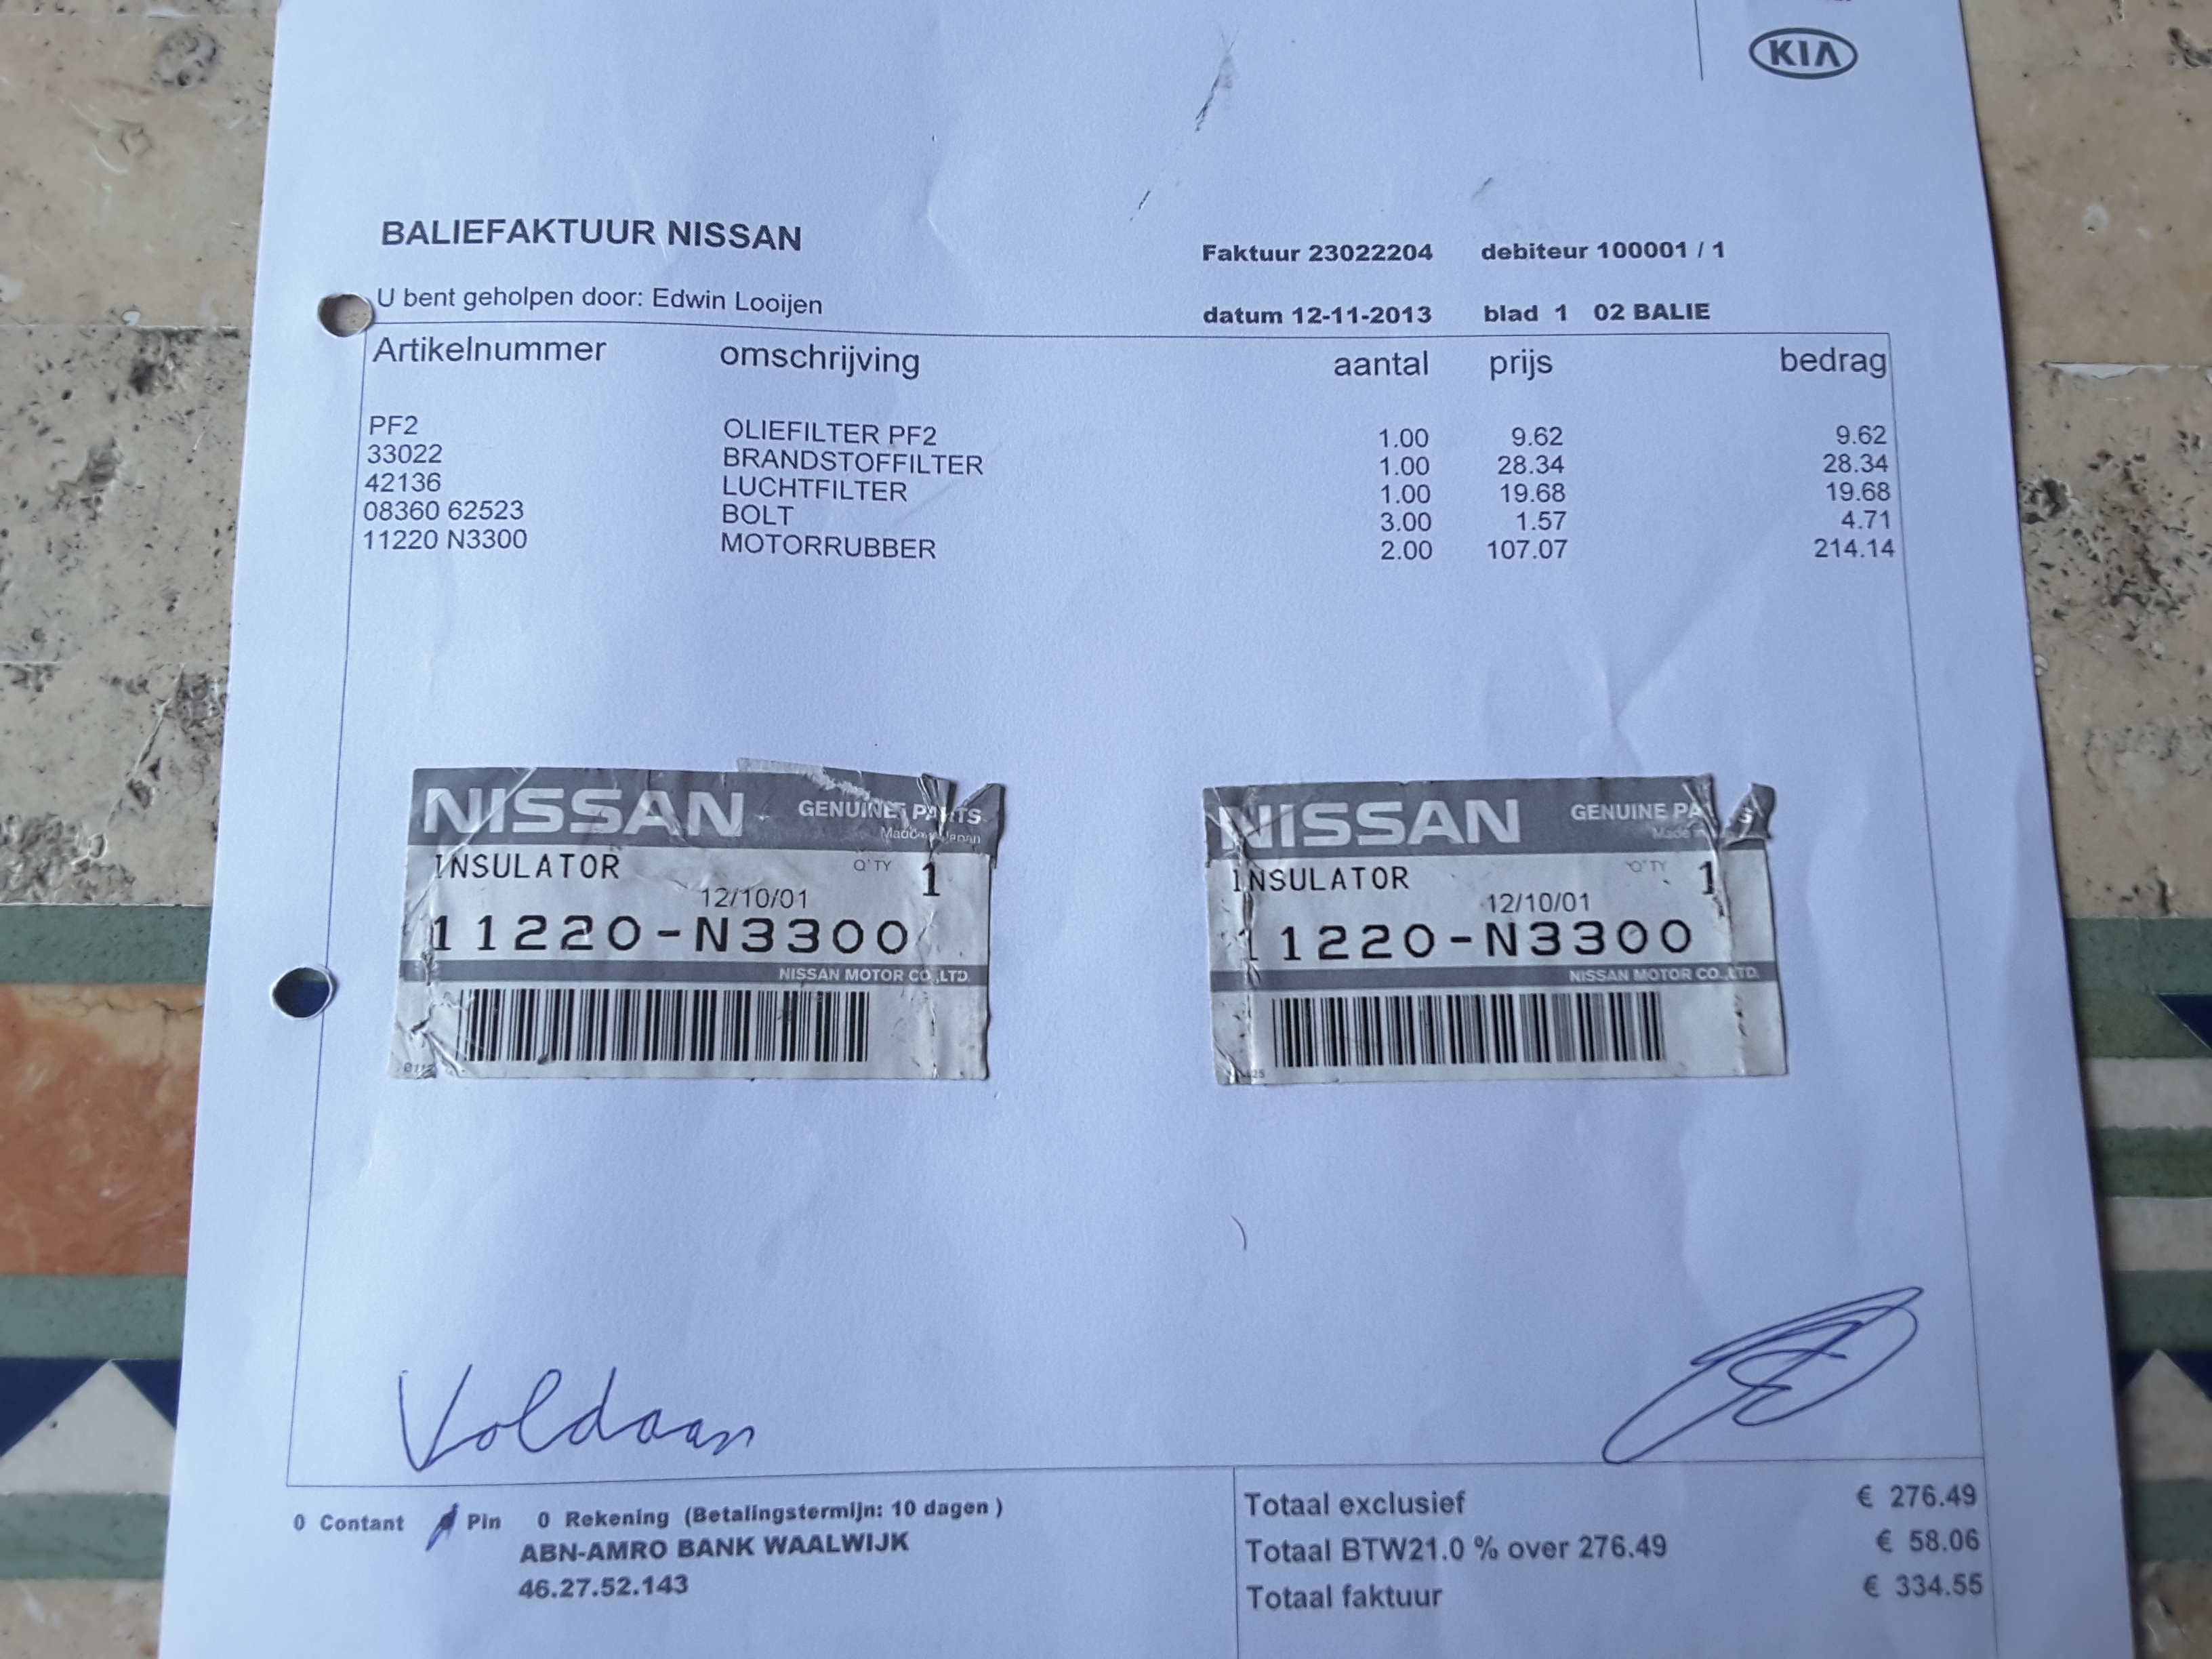 KIA
BALIEFAKTUUR NISSAN
Faktuur 23022204 debiteur 100001 / 1
U bent geholpen door: Edwin Looijen
datum 12-11-2013 blad 1 02 BALIE
Artikelnummer omschrijving aantal prijs bedrag
PF2 OLIEFILTER PF2 1.00 9.62 9.62
33022 BRANDSTOFFILTER 1.00 28.34 28.34
42136 LUCHTFILTER 1.00 19.68 19.68
08360 62523 BOLT 3.00 1.57 4.71
11220 N3300 MOTORRUBBER 2.00 107.07 214.14
NISSAN GENUINE PARTS
Made Japan
INSULATOR Q'TY 1
12/10/01
11220-N3300
NISSAN MOTOR CO.,LTD.
NISSAN GENUINE
Made
INSULATOR Q'TY 1
12/10/01
11220-N3300
NISSAN MOTOR CO.,LTD.
Voldaan
0 Contant Pin 0 Rekening (Betalingstermijn: 10 dagen )
ABN-AMRO BANK WAALWIJK
46.27.52.143
Totaal exclusief € 276.49
Totaal BTW21.0 % over 276.49 € 58.06
Totaal faktuur € 334.55